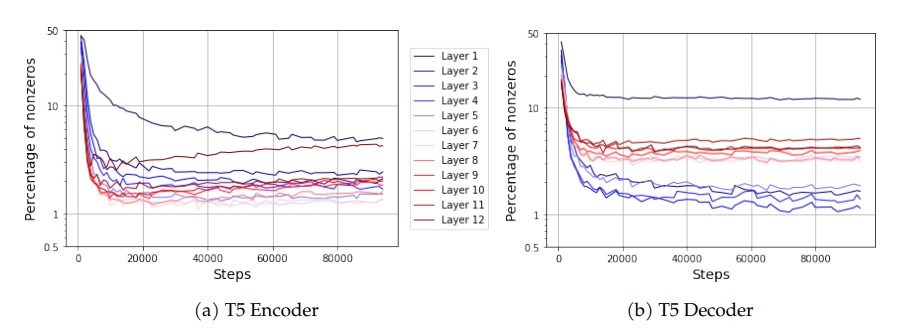 50
10
1
0.5
Percentage of nonzeros
0
20000
40000
60000
80000
Steps
(a) T5 Encoder
Layer 1
Layer 2
Layer 3
Layer 4
Layer 5
Layer 6
Layer 7
Layer 8
Layer 9
Layer 10
Layer 11
Layer 12
50
10
1
0.5
Percentage of nonzeros
0
20000
40000
60000
80000
Steps
(b) T5 Decoder